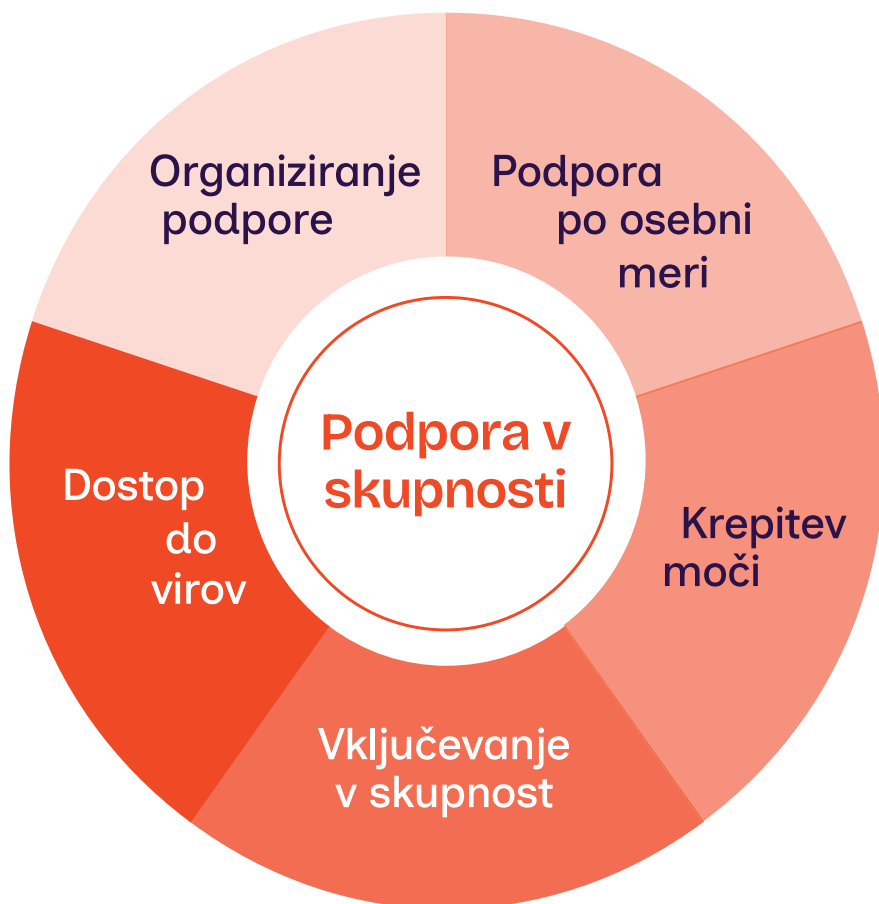 Organiziranje
podpore
Podpora
po osebni
meri
Podpora v
skupnosti
Dostop
do
virov
Krepitev
moči
Vključevanje
v skupnost